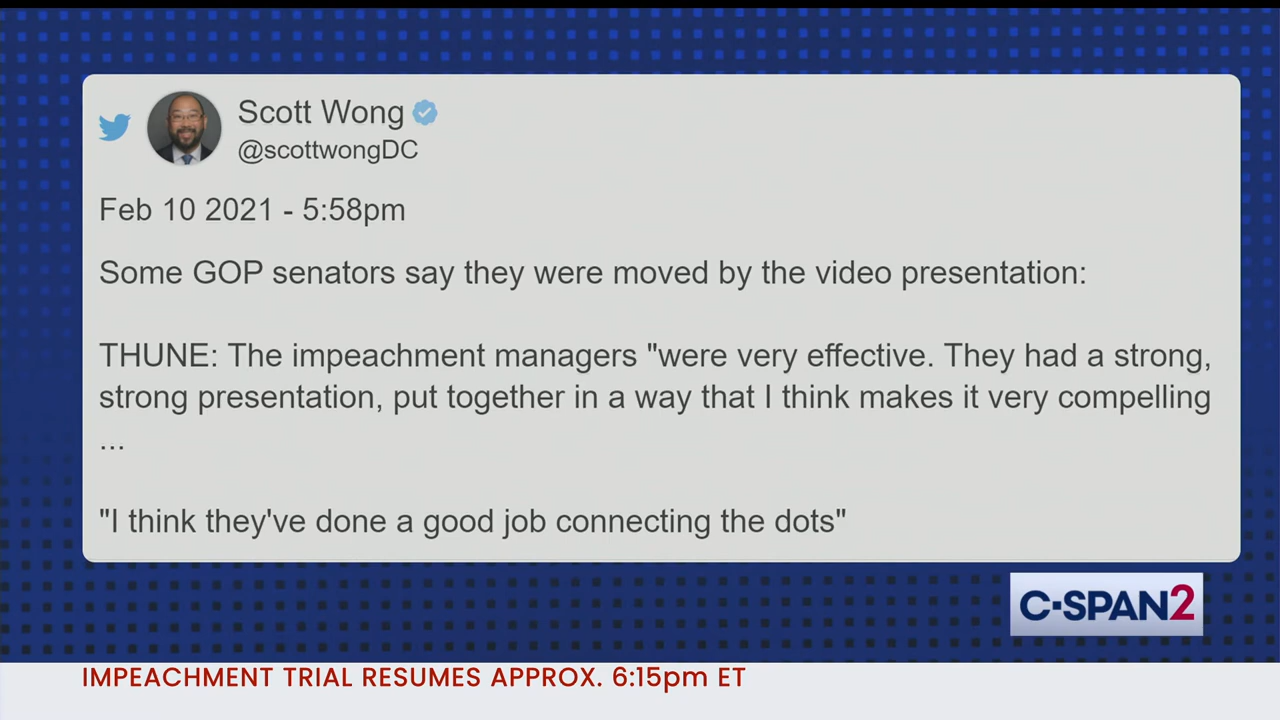 Scott Wong
@scottwongDC
Feb 10 2021 - 5:58pm
Some GOP senators say they were moved by the video presentation:
THUNE: The impeachment managers "were very effective. They had a strong,
strong presentation, put together in a way that I think makes it very compelling
...
"I think they've done a good job connecting the dots"
C-SPAN2
IMPEACHMENT TRIAL RESUMES APPROX. 6:15pm ET